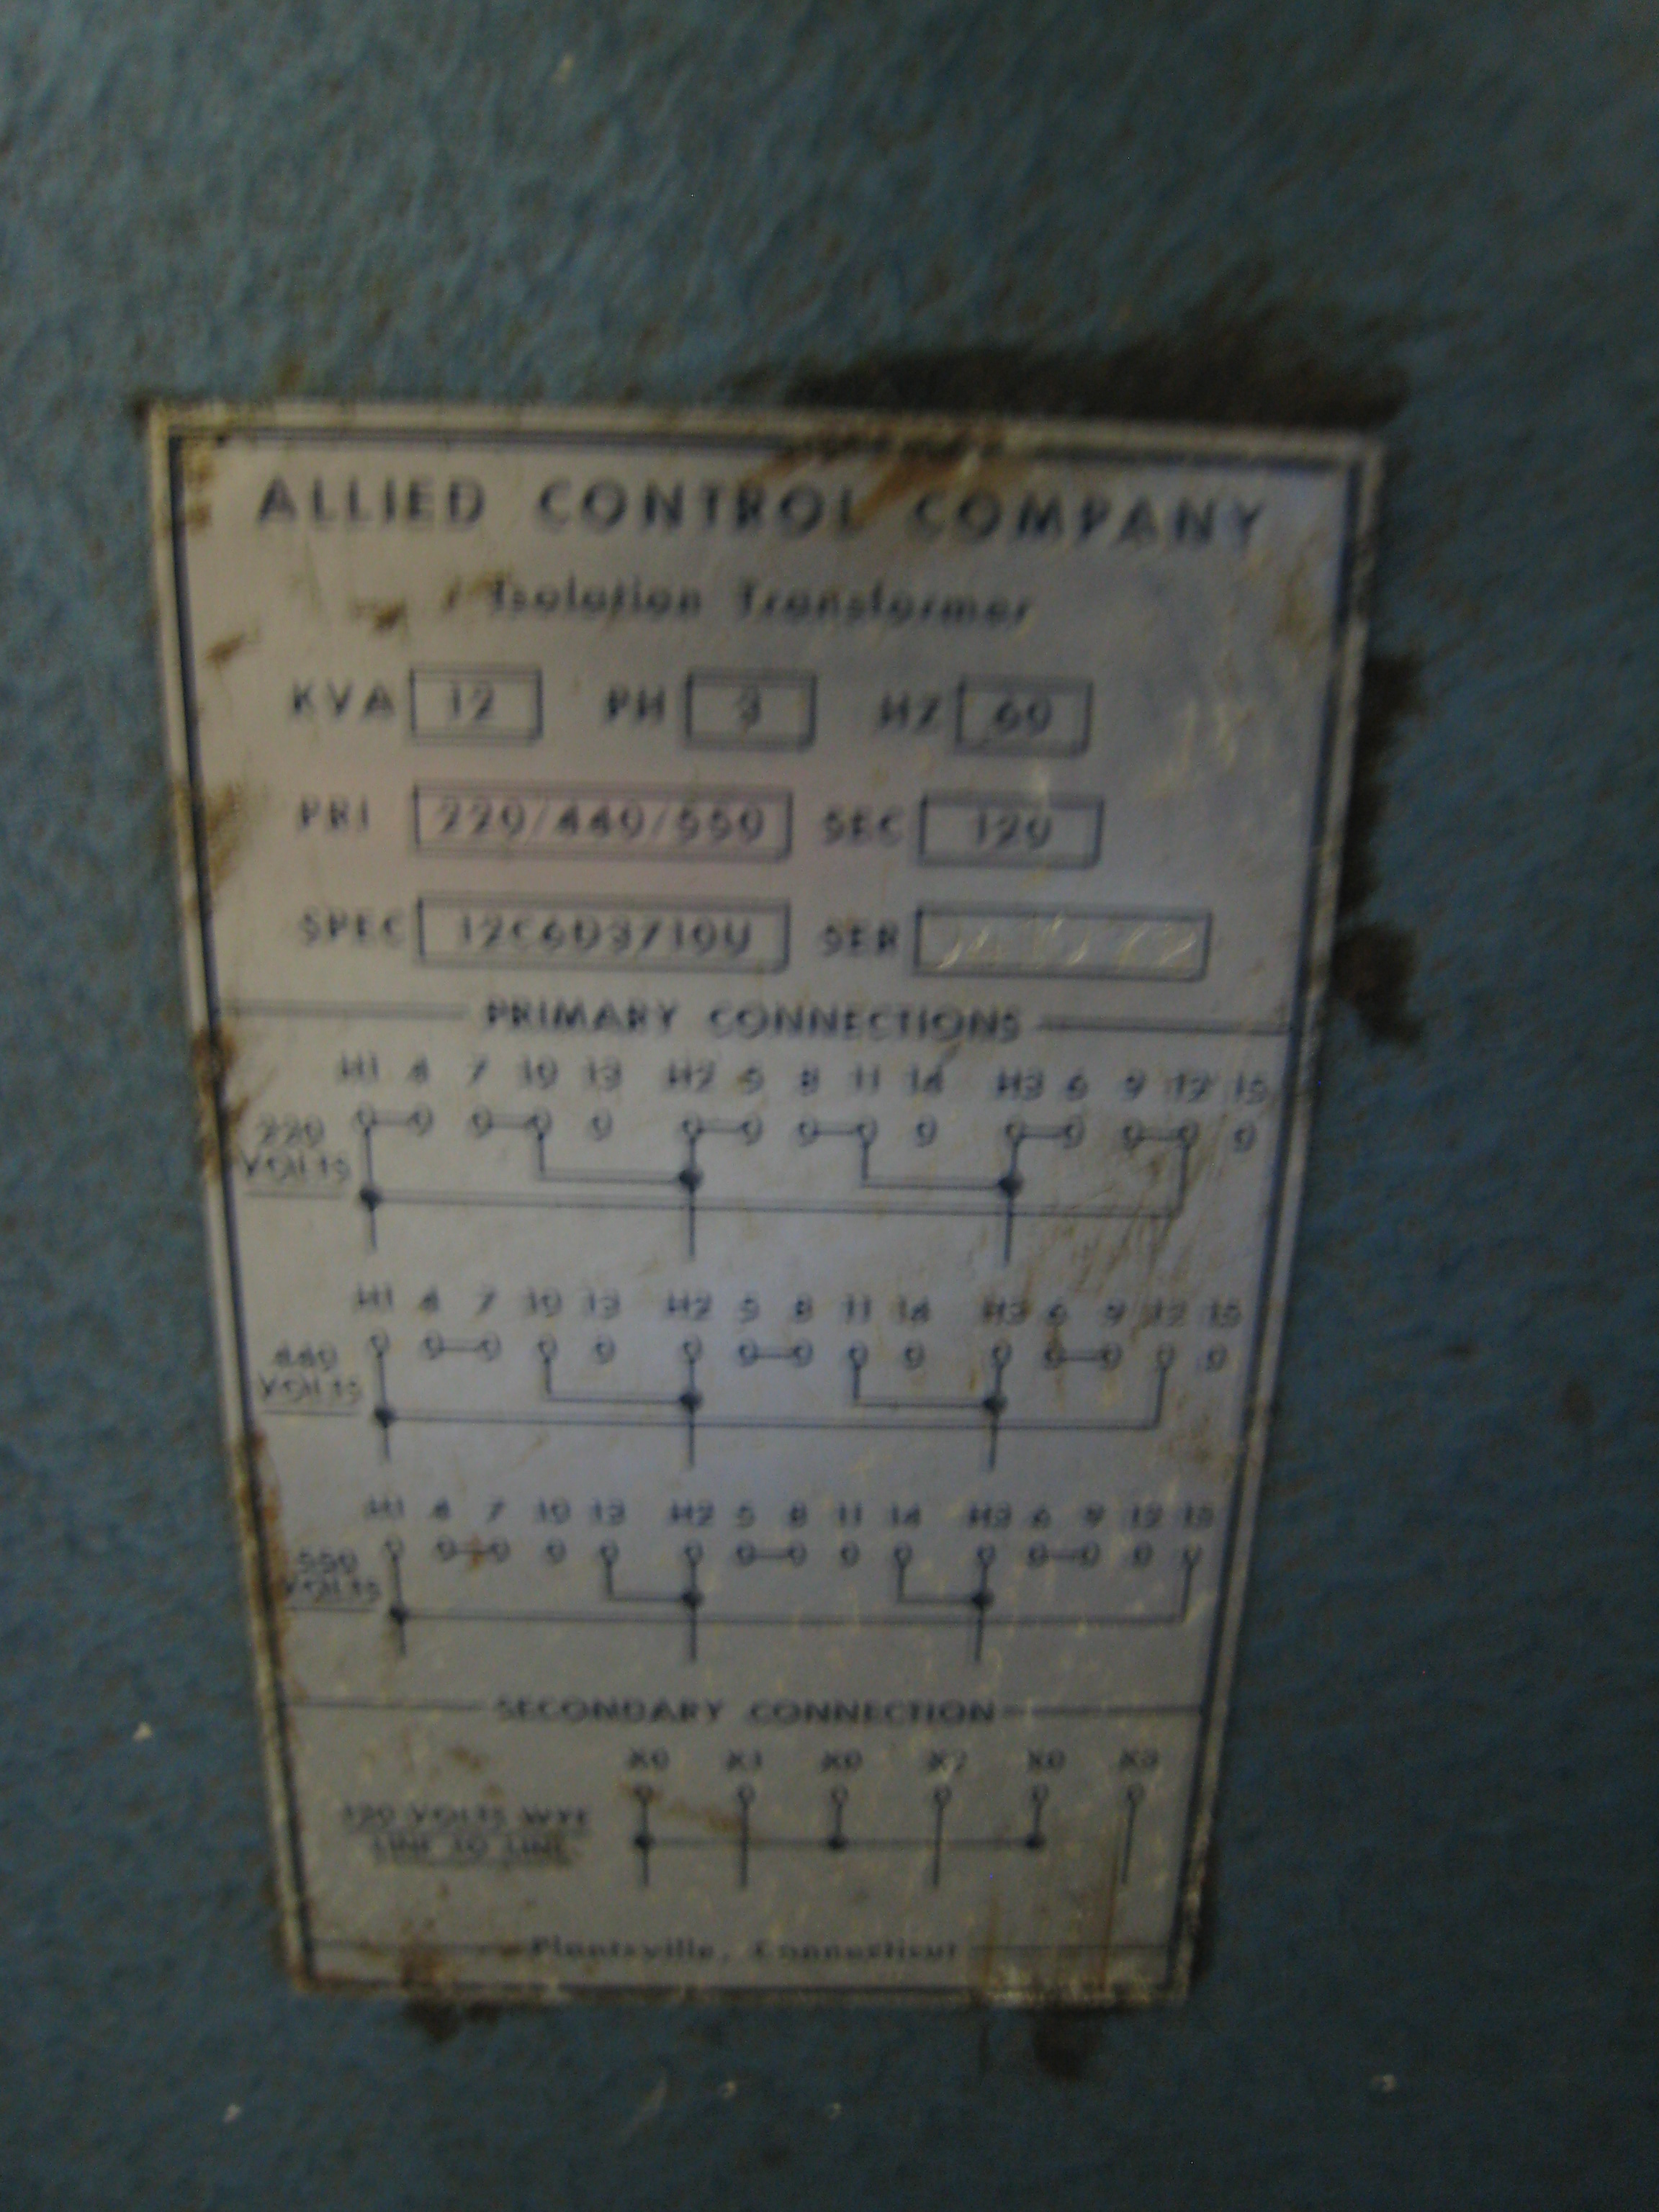 ALLIED CONTROL COMPANY
Isolation Transformer
KVA 12 PH 3 HZ 60
PRI 220/440/550 SEC 120
SPEC 12C6D3710U SER
PRIMARY CONNECTIONS
H1 4 7 10 13 H2 5 8 11 14 H3 6 9 12 15
220
VOLTS
H1 4 7 10 13 H2 5 8 11 14 H3 6 9 12 15
440
VOLTS
H1 4 7 10 13 H2 5 8 11 14 H3 6 9 12 15
550
VOLTS
SECONDARY CONNECTION
X0 X1 X0 X2 X0 X3
120 VOLTS WYE
LINE TO LINE
Plantsville, Connecticut